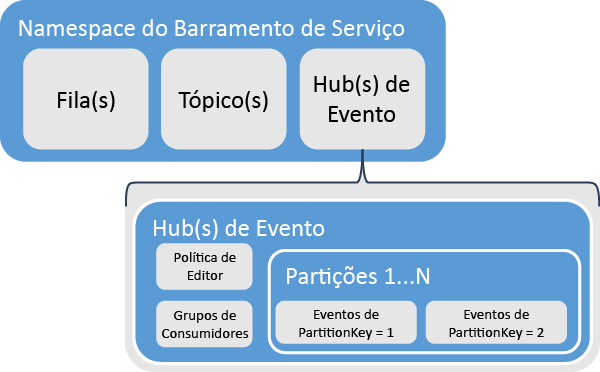 Namespace do Barramento de Serviço
Fila(s)
Tópico(s)
Hub(s) de
Evento
Hub(s) de Evento
Política de
Editor
Grupos de
Consumidores
Partições 1...N
Eventos de
PartitionKey = 1
Eventos de
PartitionKey = 2